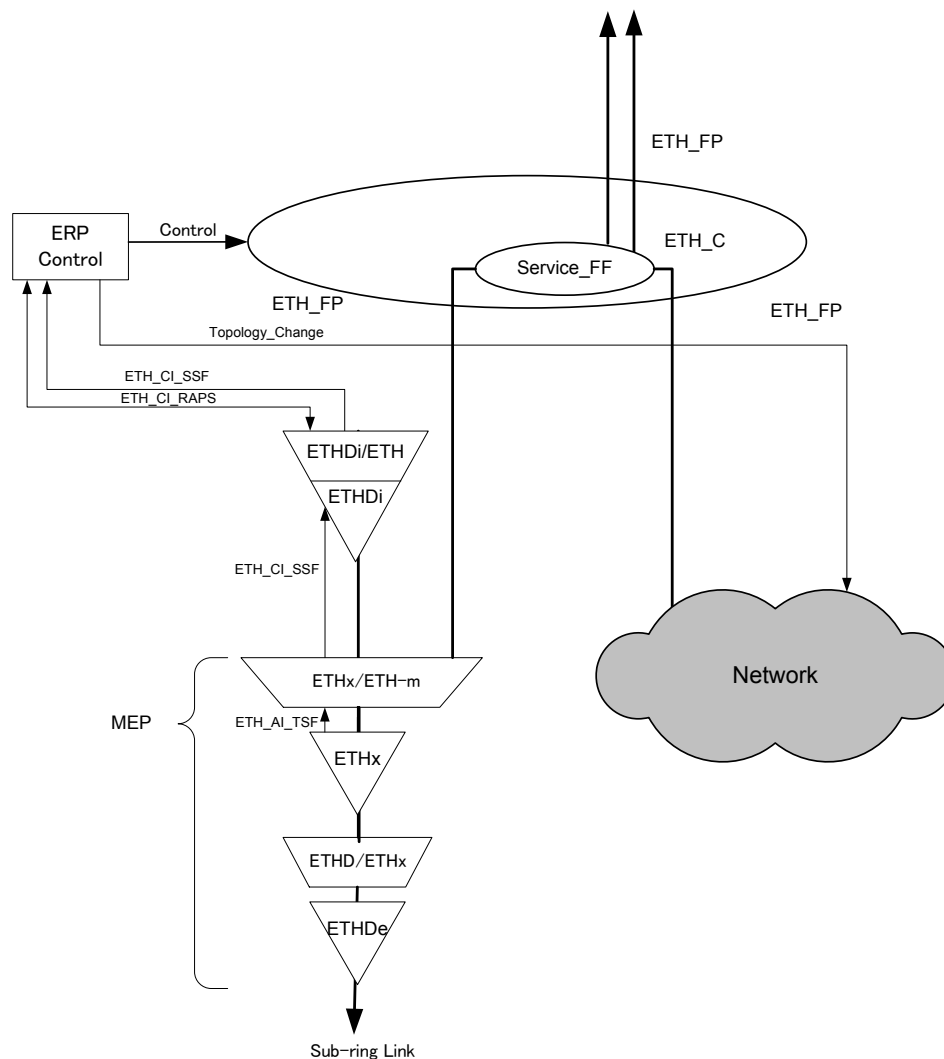 ETH_FP
ERP
Control
Control
ETH_C
Service_FF
ETH_FP
ETH_FP
Topology_Change
ETH_CI_SSF
ETH_CI_RAPS
ETHDi/ETH
ETHDi
ETH_CI_SSF
Network
ETHx/ETH-m
MEP
ETH_AI_TSF
ETHx
ETHD/ETHx
ETHDe
Sub-ring Link